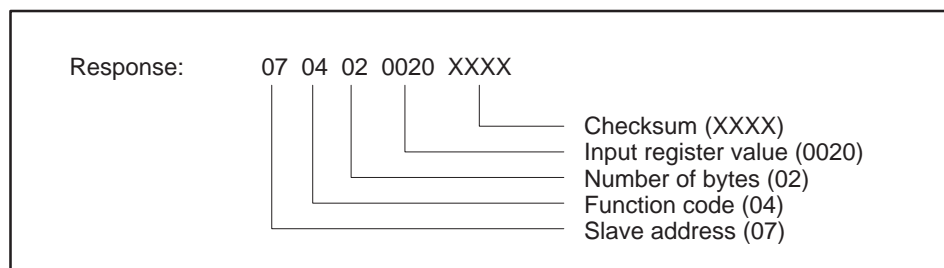 Response: 07 04 02 0020 XXXX
Checksum (XXXX)
Input register value (0020)
Number of bytes (02)
Function code (04)
Slave address (07)